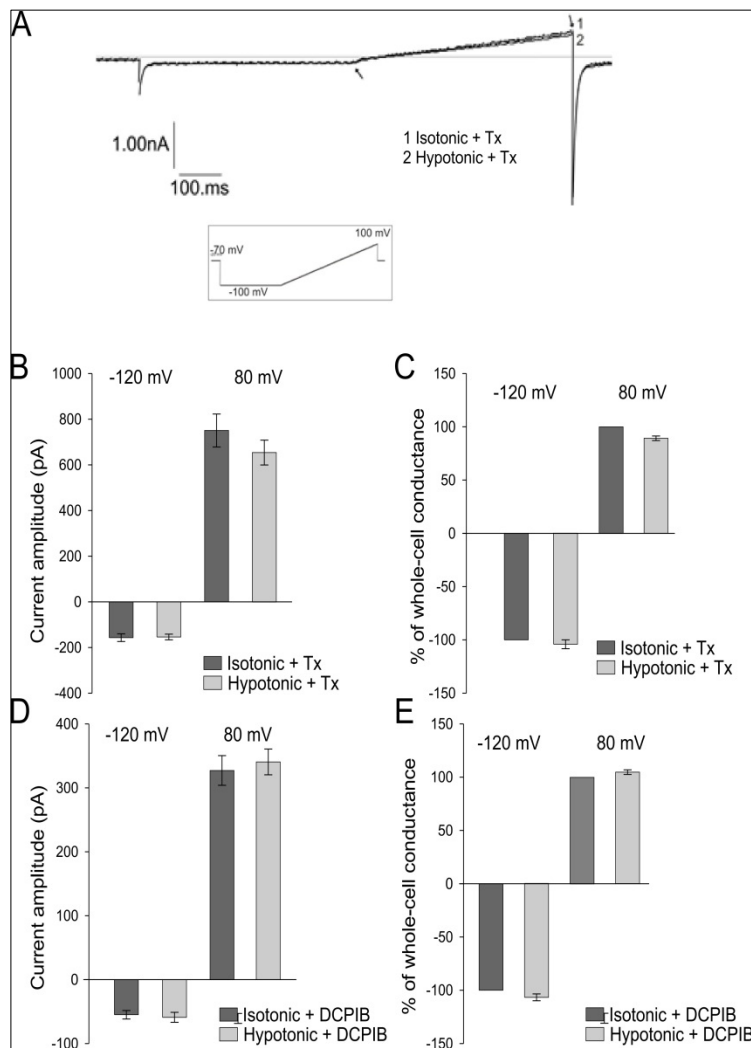 A
1
2
1.00nA
100.ms
1 Isotonic + Tx
2 Hypotonic + Tx
100 mV
-70 mV
-100 mV
B
-120 mV
80 mV
Current amplitude (pA)
1000
800
600
400
200
0
-200
-400
Isotonic + Tx
Hypotonic + Tx
C
-120 mV
80 mV
% of whole-cell conductance
150
100
50
0
-50
-100
-150
Isotonic + Tx
Hypotonic + Tx
D
-120 mV
80 mV
Current amplitude (pA)
400
300
200
100
0
-100
Isotonic + DCPIB
Hypotonic + DCPIB
E
-120 mV
80 mV
% of whole-cell conductance
150
100
50
0
-50
-100
-150
Isotonic + DCPIB
Hypotonic + DCPIB